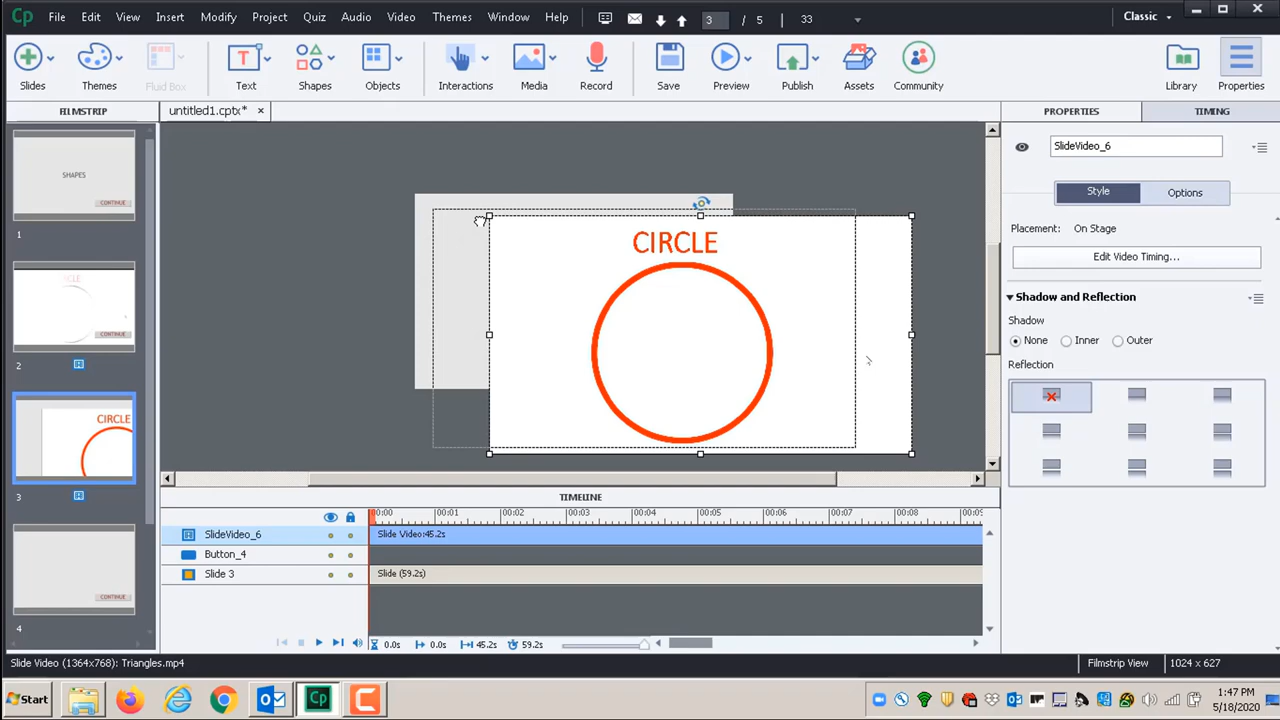 Cp File Edit View Insert Modify Project Quiz Audio Video Themes Window Help 3 / 5 33 Classic
Slides Themes Fluid Box Text Shapes Objects Interactions Media Record Save Preview Publish Assets Community Library Properties
FILMSTRIP untitled1.cptx* × PROPERTIES TIMING
SlideVideo_6
SHAPES
CONTINUE
1
Style Options
Placement: On Stage
Edit Video Timing...
CIRCLE
Shadow and Reflection
Shadow
None Inner Outer
Reflection
CIRCLE
CONTINUE
2
CIRCLE
3
TIMELINE
00:00 00:01 00:02 00:03 00:04 00:05 00:06 00:07 00:08
SlideVideo_6 Slide Video:45.2s
Button_4
Slide 3 Slide (59.2s)
CONTINUE
4
0.0s 0.0s 45.2s 59.2s
Slide Video (1364x768): Triangles.mp4 Filmstrip View 1024 x 627
Start Cp 1:47 PM
5/18/2020